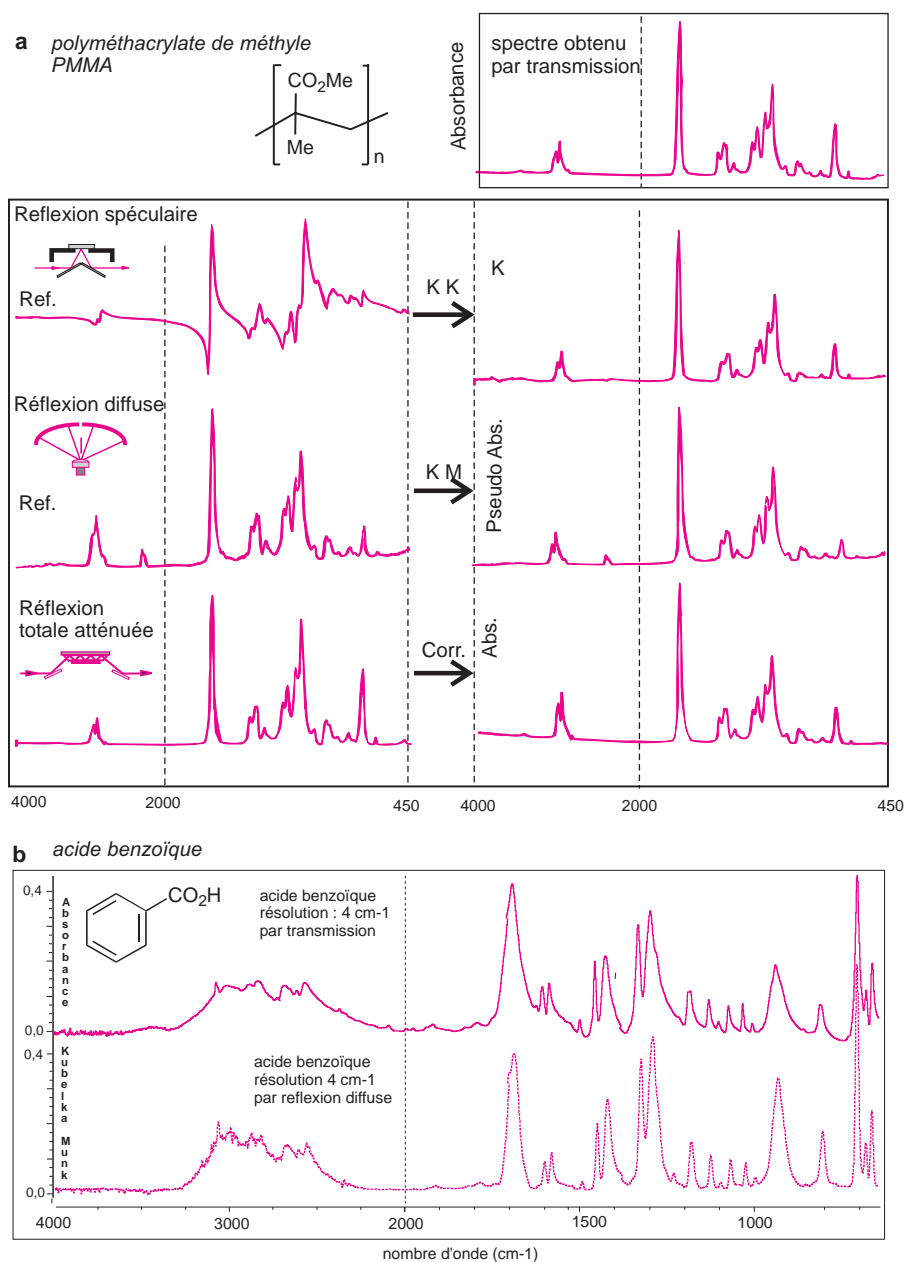 a polyméthacrylate de méthyle
PMMA
CO2Me
Me
n
Absorbance
spectre obtenu
par transmission
Reflexion spéculaire
Ref.
K K
K
Réflexion diffuse
Ref.
K M
Pseudo Abs.
Réflexion
totale atténuée
Corr.
Abs.
4000 2000 450 4000 2000 450
b acide benzoïque
0,4
Absorbance
CO2H
acide benzoïque
résolution : 4 cm-1
par transmission
0,0
0,4
Kubelka Munk
acide benzoïque
résolution 4 cm-1
par reflexion diffuse
0,0
4000 3000 2000 1500 1000
nombre d'onde (cm-1)